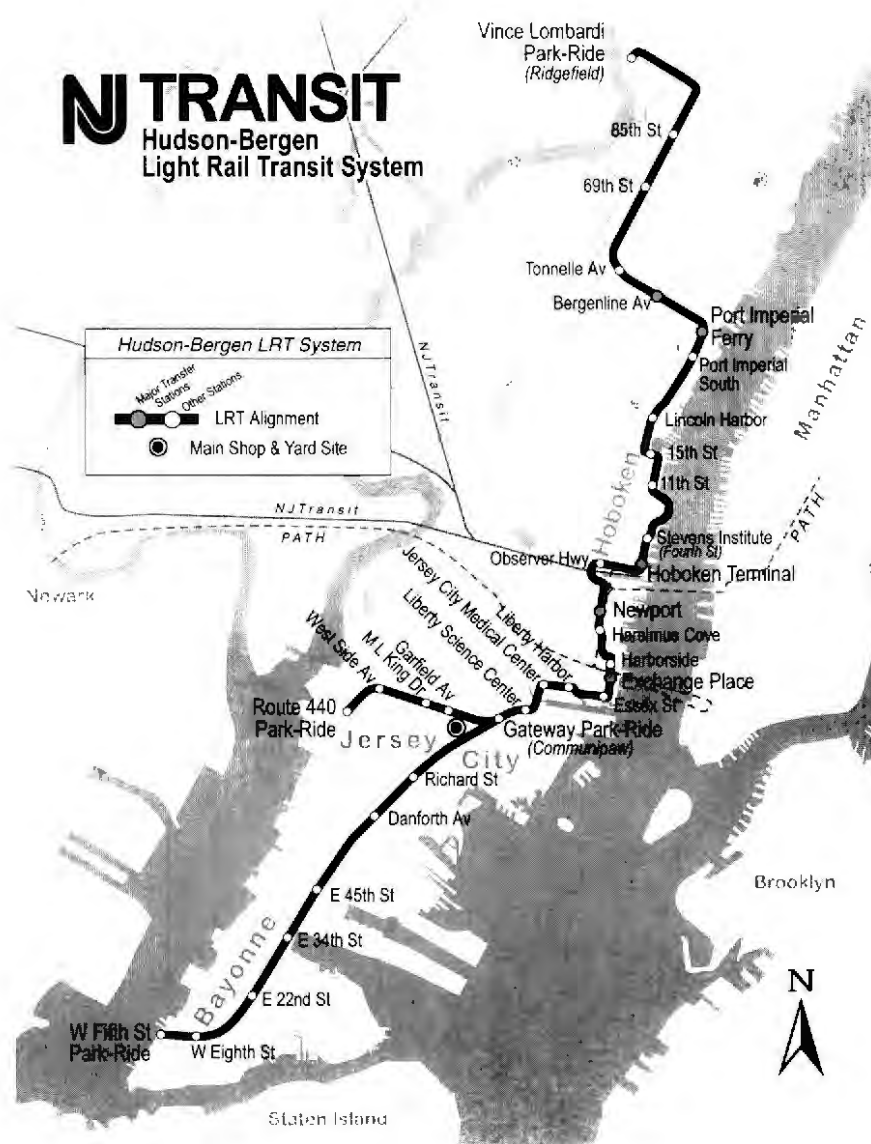 NJ TRANSIT
Hudson-Bergen
Light Rail Transit System
Vince Lombardi
Park-Ride
(Ridgefield)
85th St
69th St
Tonnelle Av
Bergenline Av
Port Imperial
Ferry
Port Imperial
South
Manhattan
Hudson-Bergen LRT System
Major Transfer
Stations
Other Stations
LRT Alignment
Main Shop & Yard Site
NJTransit
Lincoln Harbor
15th St
11th St
Hoboken
NJTransit
PATH
PATH
Stevens Institute
(Fourth St)
Observer Hwy
Hoboken Terminal
Newark
Newport
Harsimus Cove
Harborside
Exchange Place
Essex St
Liberty Harbor
Jersey City Medical Center
Liberty Science Center
Garfield Av
M L King Dr
West Side Av
Route 440
Park-Ride
Gateway Park-Ride
(Communipaw)
Jersey
City
Richard St
Danforth Av
E 45th St
Brooklyn
E 34th St
Bayonne
E 22nd St
N
W Fifth St
Park-Ride
W Eighth St
Staten Island